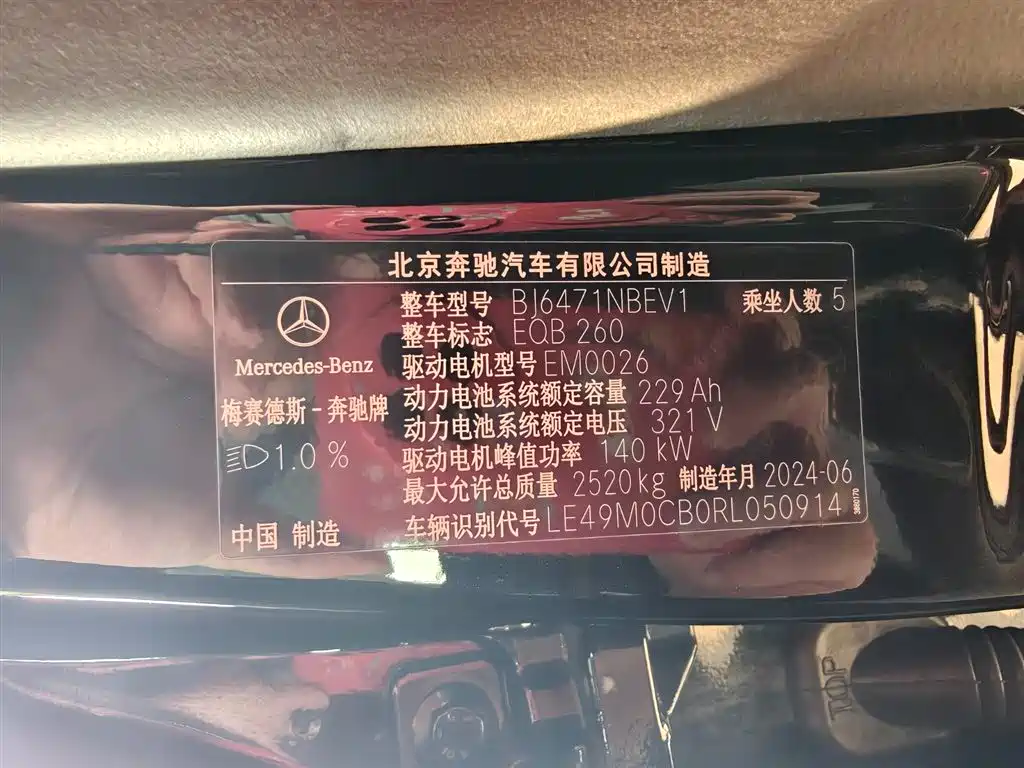 北京奔驰汽车有限公司制造
整车型号 BJ6471NBEV1 乘坐人数 5
整车标志 EQB 260
Mercedes-Benz
驱动电机型号 EM0026
动力电池系统额定容量 229 Ah
梅赛德斯-奔驰牌
动力电池系统额定电压 321 V
1.0 %
驱动电机峰值功率 140 kW
最大允许总质量 2520 kg 制造年月 2024-06
中国 制造
车辆识别代号 LE49M0CB0RL050914
TOP